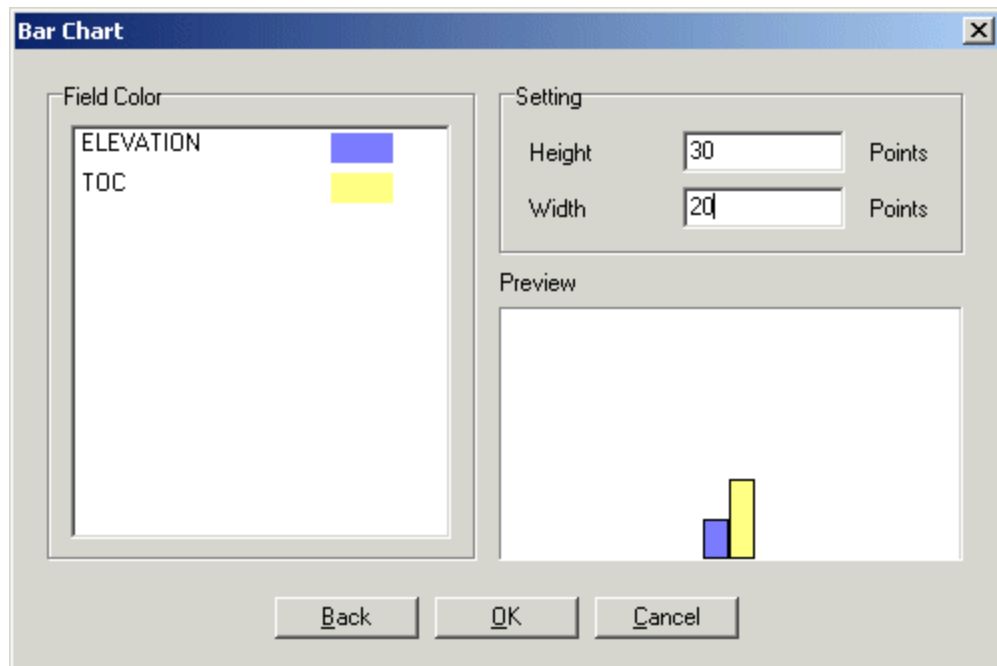 Bar Chart
Field Color
ELEVATION
TOC
Setting
Height 30 Points
Width 20 Points
Preview
Back OK Cancel